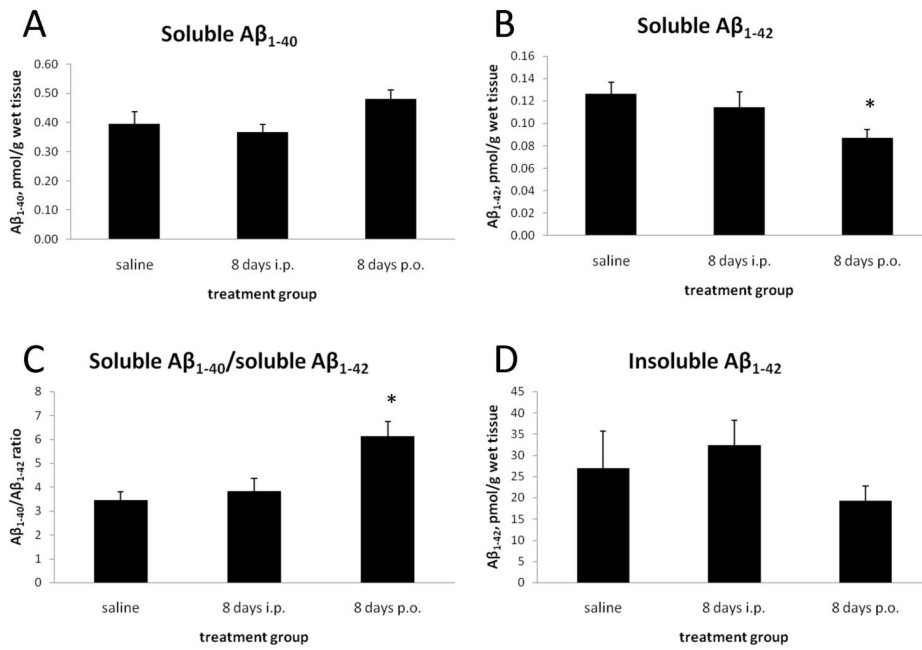 A
Soluble Aβ1-40
Aβ1-40, pmol/g wet tissue
0.60
0.50
0.40
0.30
0.20
0.10
0.00
saline 8 days i.p. 8 days p.o.
treatment group
B
Soluble Aβ1-42
Aβ1-42, pmol/g wet tissue
0.16
0.14
0.12
0.10
0.08
0.06
0.04
0.02
0.00
*
saline 8 days i.p. 8 days p.o.
treatment group
C
Soluble Aβ1-40/soluble Aβ1-42
Aβ1-40/Aβ1-42 ratio
8
7
6
5
4
3
2
1
0
*
saline 8 days i.p. 8 days p.o.
treatment group
D
Insoluble Aβ1-42
Aβ1-42, pmol/g wet tissue
45
40
35
30
25
20
15
10
5
0
saline 8 days i.p. 8 days p.o.
treatment group